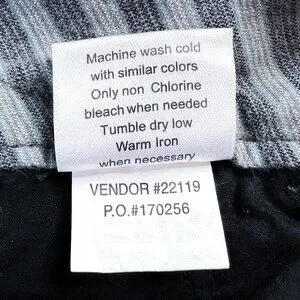 Machine wash cold
with similar colors
Only non Chlorine
bleach when needed
Tumble dry low
Warm Iron
when necessary
VENDOR #22119
P.O.#170256